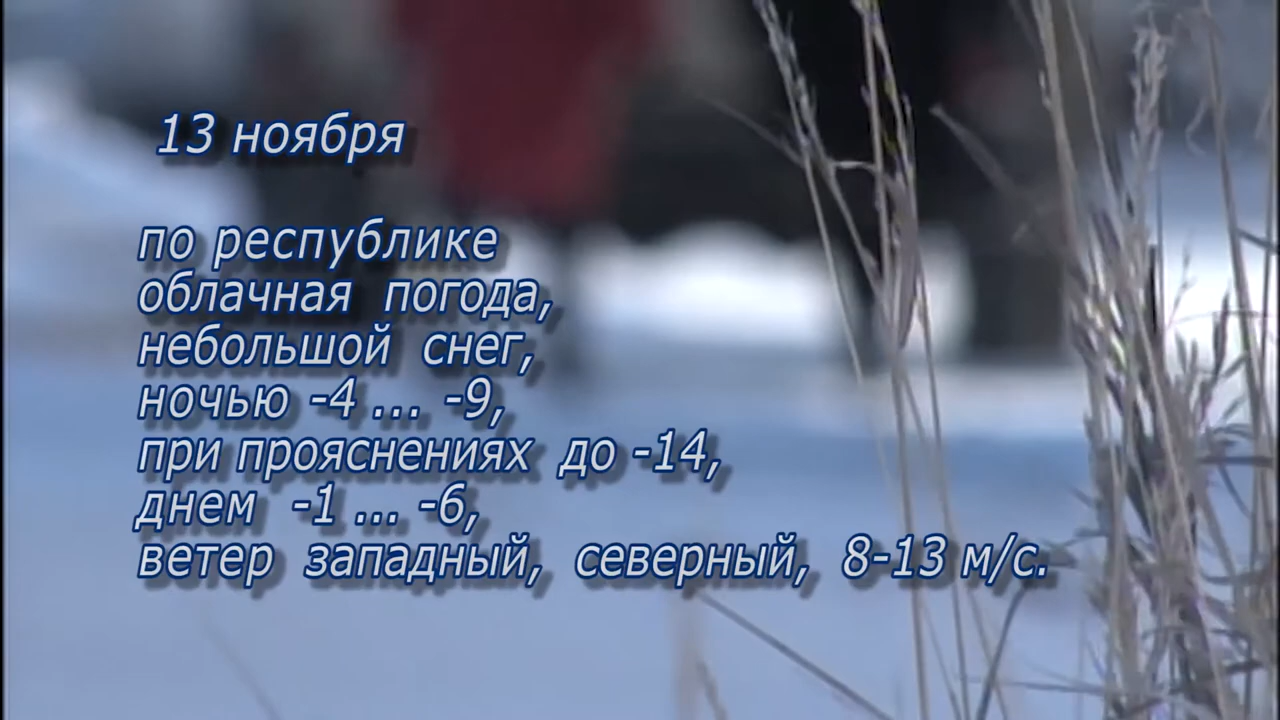 13 ноября
по республике
облачная погода,
небольшой снег,
ночью -4 ... -9,
при прояснениях до -14,
днем -1 ... -6,
ветер западный, северный, 8-13 м/с.